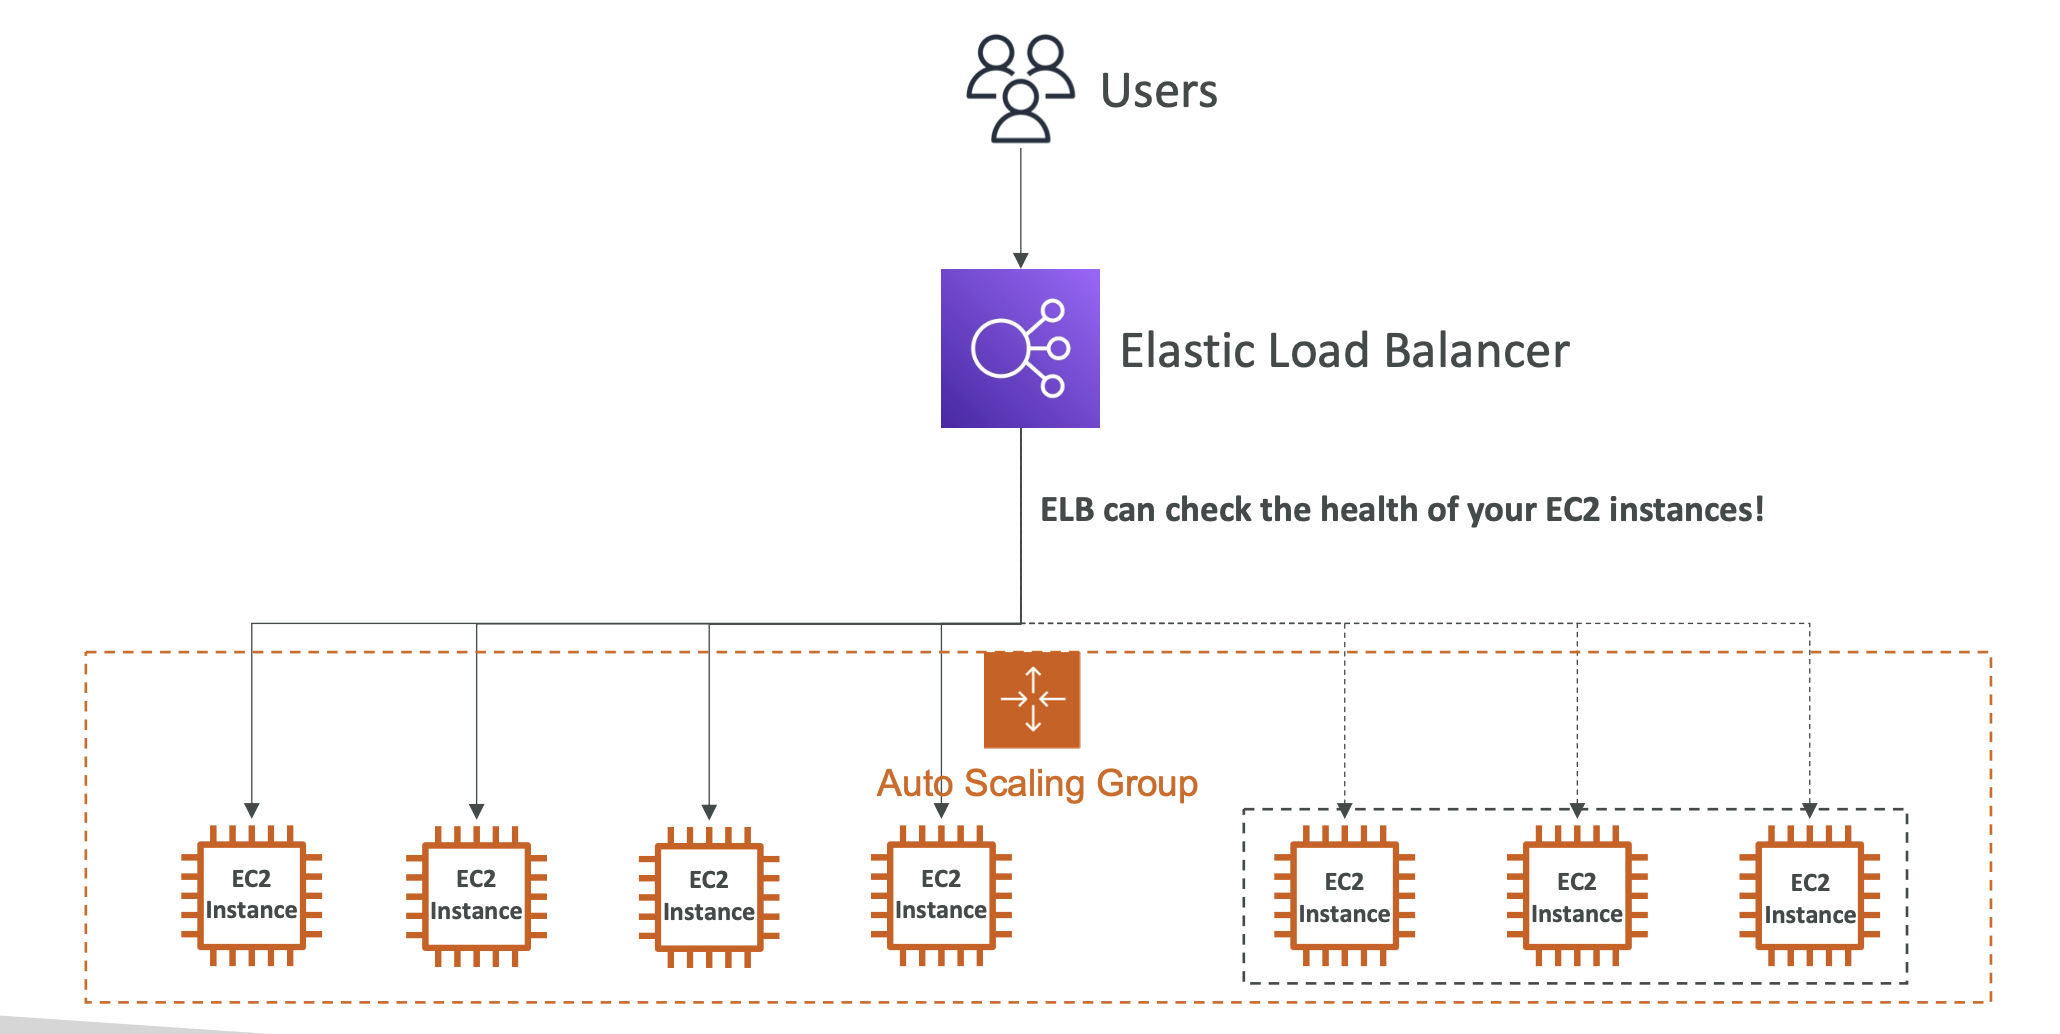 Users
Elastic Load Balancer
ELB can check the health of your EC2 instances!
Auto Scaling Group
EC2
Instance
EC2
Instance
EC2
Instance
EC2
Instance
EC2
Instance
EC2
Instance
EC2
Instance